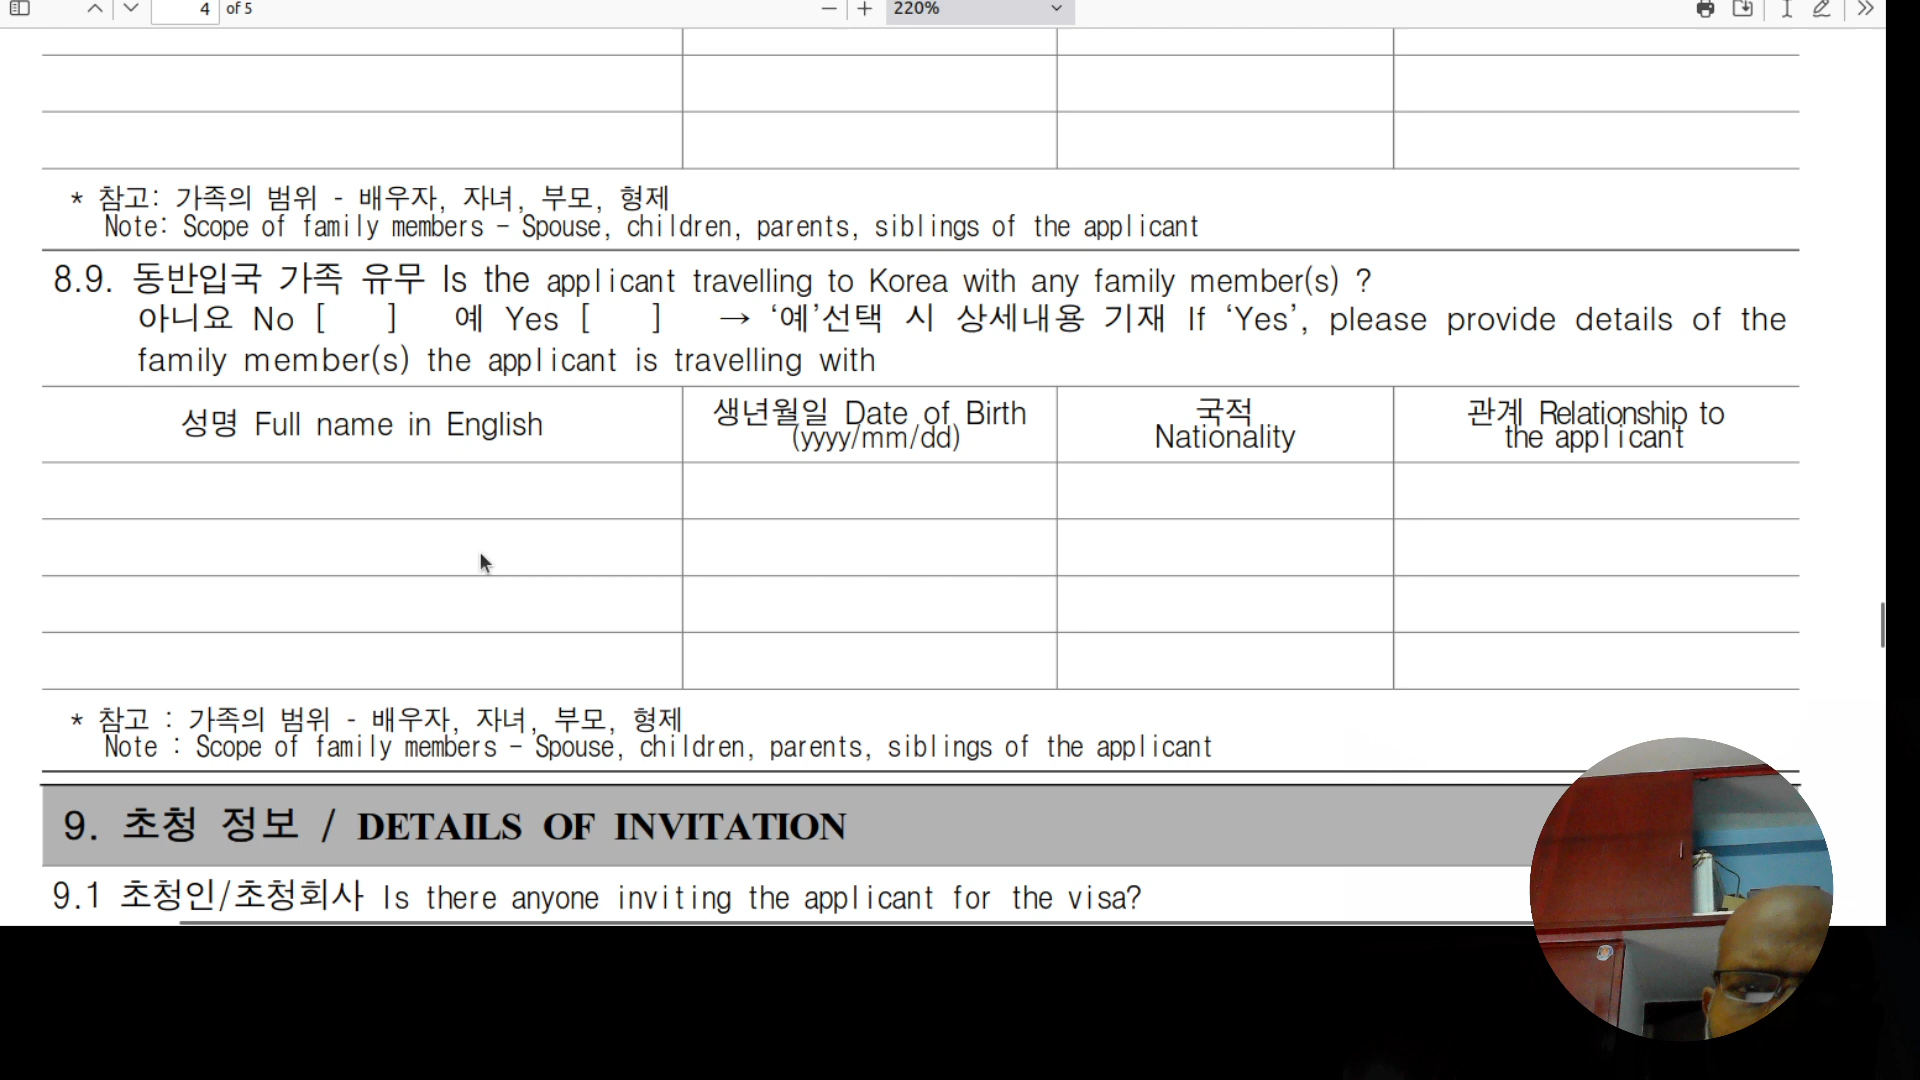 4 of 5
220%
* 참고: 가족의 범위 - 배우자, 자녀, 부모, 형제
Note: Scope of family members - Spouse, children, parents, siblings of the applicant
8.9. 동반입국 가족 유무 Is the applicant travelling to Korea with any family member(s) ?
아니요 No [ ] 예 Yes [ ] → ‘예’선택 시 상세내용 기재 If ‘Yes’, please provide details of the
family member(s) the applicant is travelling with
성명 Full name in English
생년월일 Date of Birth
(yyyy/mm/dd)
국적
Nationality
관계 Relationship to
the applicant
* 참고 : 가족의 범위 - 배우자, 자녀, 부모, 형제
Note : Scope of family members - Spouse, children, parents, siblings of the applicant
9. 초청 정보 / DETAILS OF INVITATION
9.1 초청인/초청회사 Is there anyone inviting the applicant for the visa?